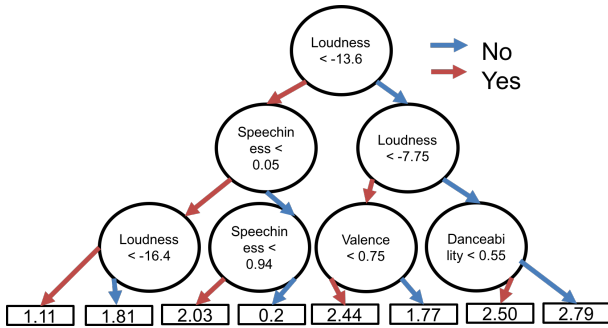 Loudness
< -13.6
No
Yes
Speechin
ess <
0.05
Loudness
< -7.75
Loudness
< -16.4
Speechin
ess <
0.94
Valence
< 0.75
Danceabi
lity < 0.55
1.11
1.81
2.03
0.2
2.44
1.77
2.50
2.79